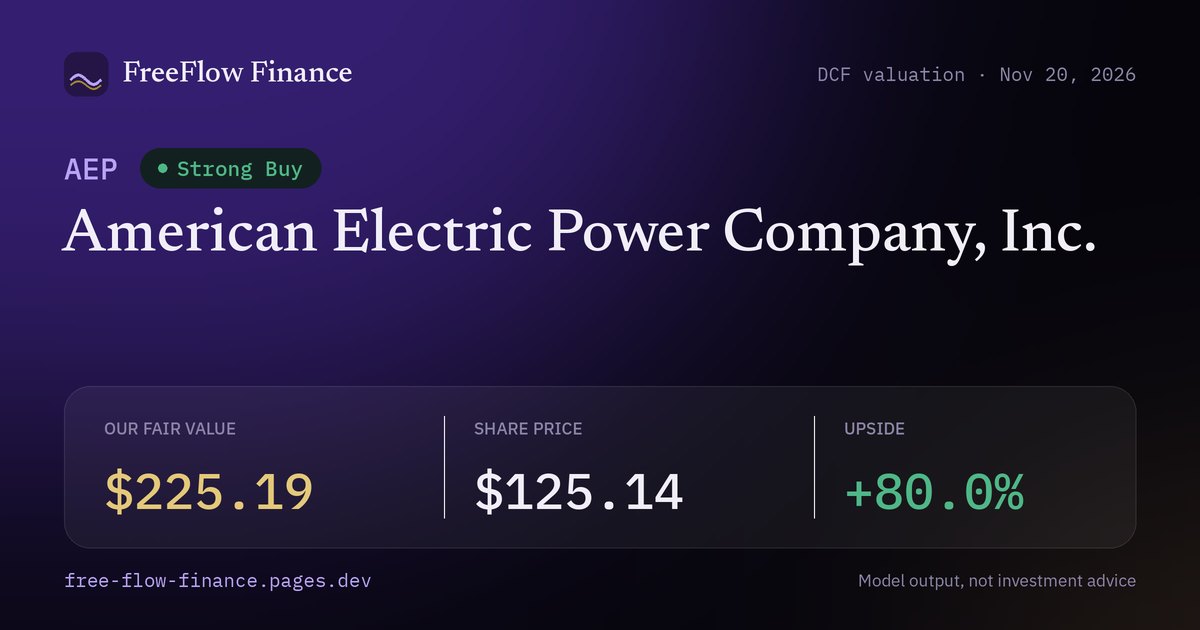 FreeFlow Finance
DCF valuation · Nov 20, 2026
AEP
Strong Buy
American Electric Power Company, Inc.
OUR FAIR VALUE
$225.19
SHARE PRICE
$125.14
UPSIDE
+80.0%
free-flow-finance.pages.dev
Model output, not investment advice